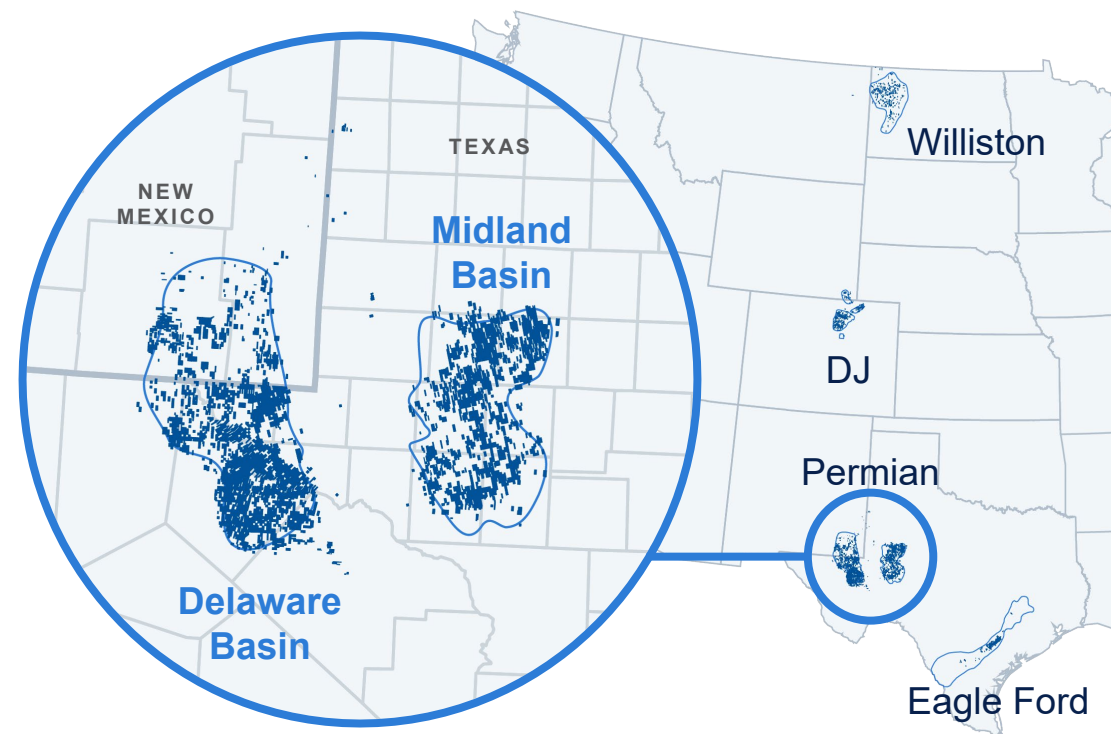 TEXAS
NEW
MEXICO
Midland
Basin
Delaware
Basin
Williston
DJ
Permian
Eagle Ford